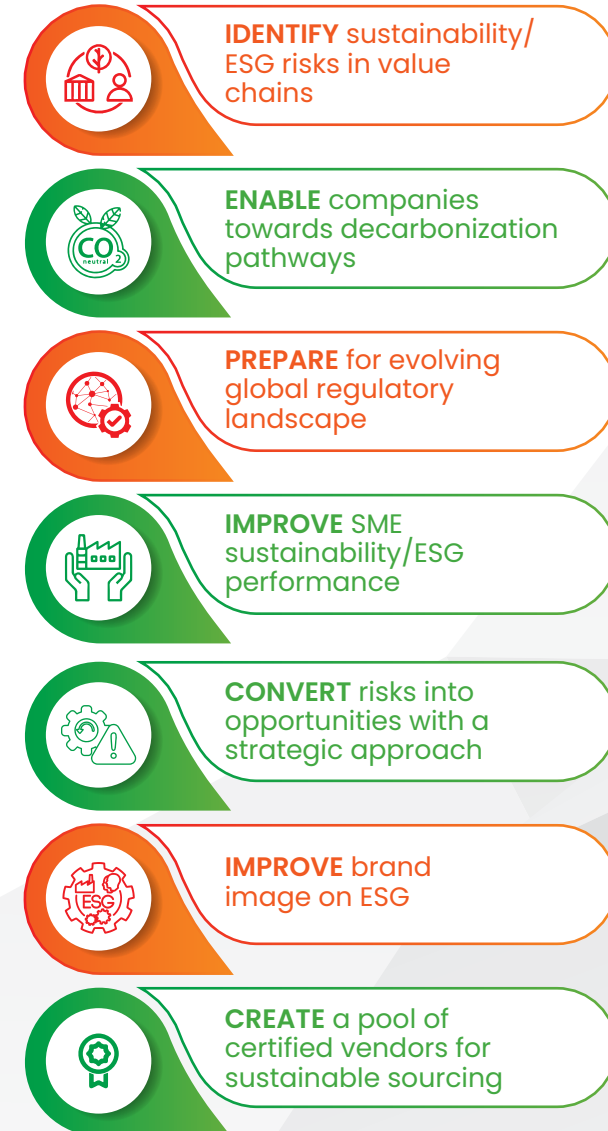 IDENTIFY sustainability/
ESG risks in value
chains
CO2
neutral
ENABLE companies
towards decarbonization
pathways
PREPARE for evolving
global regulatory
landscape
IMPROVE SME
sustainability/ESG
performance
CONVERT risks into
opportunities with a
strategic approach
ESG
IMPROVE brand
image on ESG
CREATE a pool of
certified vendors for
sustainable sourcing